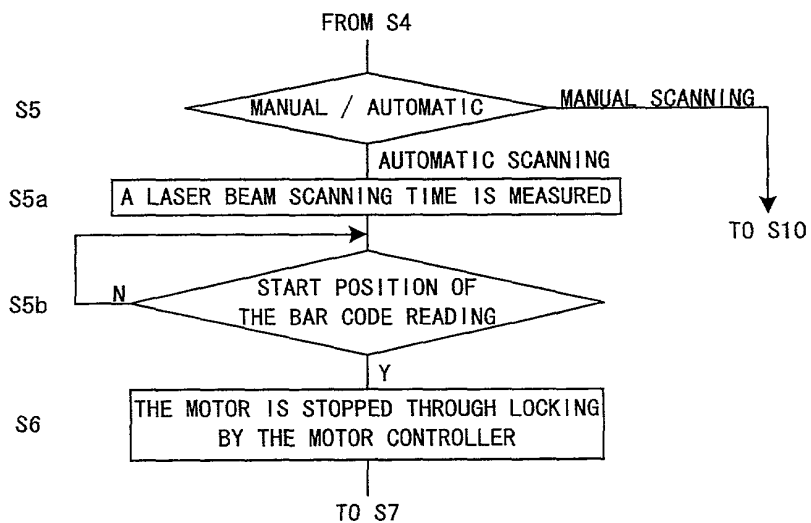 FROM S4
S5
MANUAL / AUTOMATIC
MANUAL SCANNING
AUTOMATIC SCANNING
S5a
A LASER BEAM SCANNING TIME IS MEASURED
TO S10
S5b
N
START POSITION OF
THE BAR CODE READING
Y
S6
THE MOTOR IS STOPPED THROUGH LOCKING
BY THE MOTOR CONTROLLER
TO S7